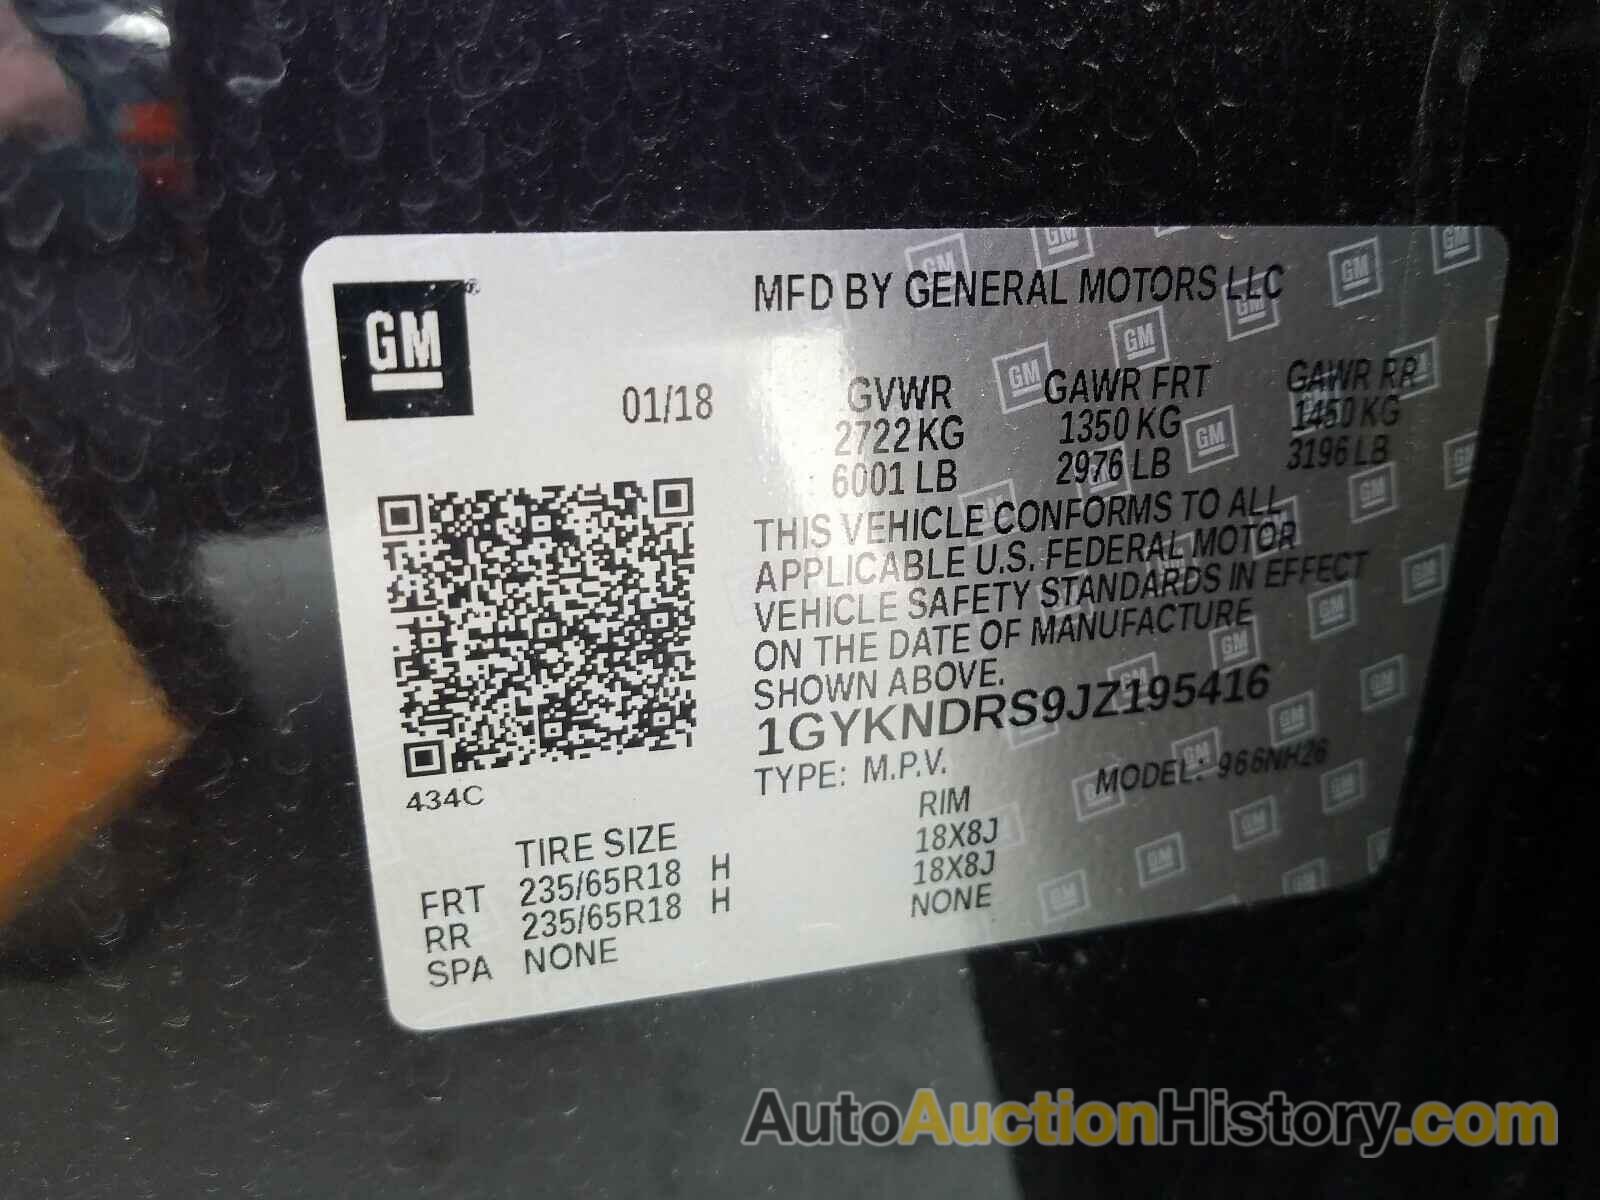 GM
MFD BY GENERAL MOTORS LLC
01/18
GVWR GAWR FRT GAWR RR
2722 KG 1350 KG 1450 KG
6001 LB 2976 LB 3196 LB
THIS VEHICLE CONFORMS TO ALL
APPLICABLE U.S. FEDERAL MOTOR
VEHICLE SAFETY STANDARDS IN EFFECT
ON THE DATE OF MANUFACTURE
SHOWN ABOVE.
1GYKNDRS9JZ195416
TYPE: M.P.V. MODEL: 966NH26
434C
TIRE SIZE RIM
FRT 235/65R18 H 18X8J
RR 235/65R18 H 18X8J
SPA NONE NONE
AutoAuctionHistory.com